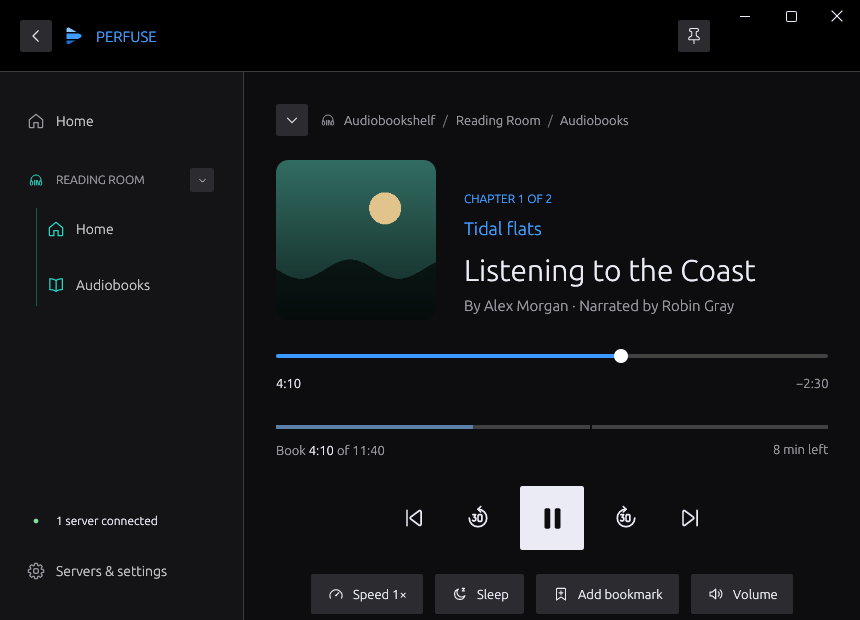 PERFUSE
Home
Audiobookshelf / Reading Room / Audiobooks
READING ROOM
Home
Audiobooks
CHAPTER 1 OF 2
Tidal flats
Listening to the Coast
By Alex Morgan · Narrated by Robin Gray
4:10
−2:30
Book 4:10 of 11:40
8 min left
30
30
1 server connected
Servers & settings
Speed 1×
Sleep
Add bookmark
Volume